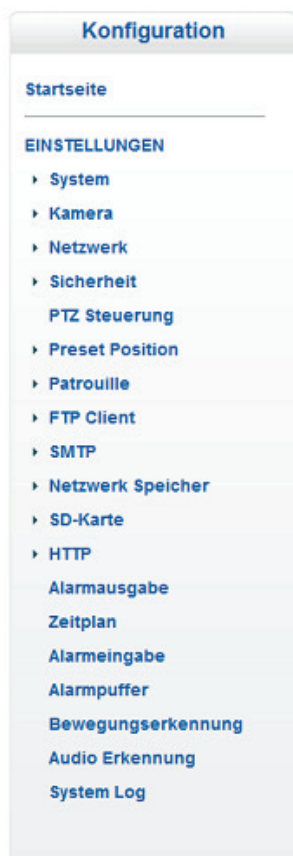 Konfiguration
Startseite
EINSTELLUNGEN
System
Kamera
Netzwerk
Sicherheit
PTZ Steuerung
Preset Position
Patrouille
FTP Client
SMTP
Netzwerk Speicher
SD-Karte
HTTP
Alarmausgabe
Zeitplan
Alarmeingabe
Alarmpuffer
Bewegungserkennung
Audio Erkennung
System Log